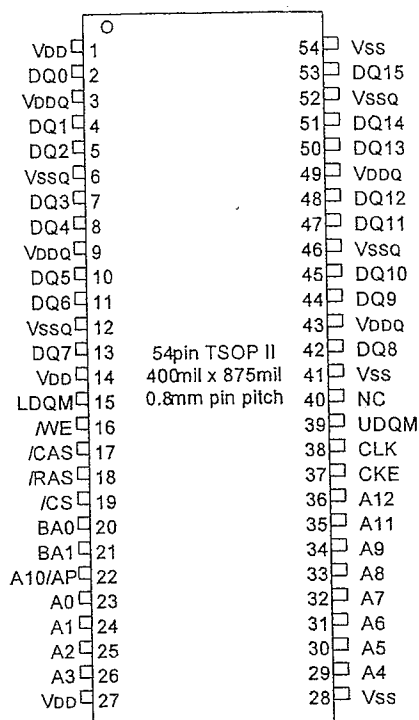 VDD 1 54 VSS
DQ0 2 53 DQ15
VDDQ 3 52 VSSQ
DQ1 4 51 DQ14
DQ2 5 50 DQ13
VSSQ 6 49 VDDQ
DQ3 7 48 DQ12
DQ4 8 47 DQ11
VDDQ 9 46 VSSQ
DQ5 10 45 DQ10
DQ6 11 44 DQ9
VSSQ 12 43 VDDQ
DQ7 13 54pin TSOP II 42 DQ8
VDD 14 400mil x 875mil 41 VSS
LDQM 15 0.8mm pin pitch 40 NC
/WE 16 39 UDQM
/CAS 17 38 CLK
/RAS 18 37 CKE
/CS 19 36 A12
BA0 20 35 A11
BA1 21 34 A9
A10/AP 22 33 A8
A0 23 32 A7
A1 24 31 A6
A2 25 30 A5
A3 26 29 A4
VDD 27 28 VSS